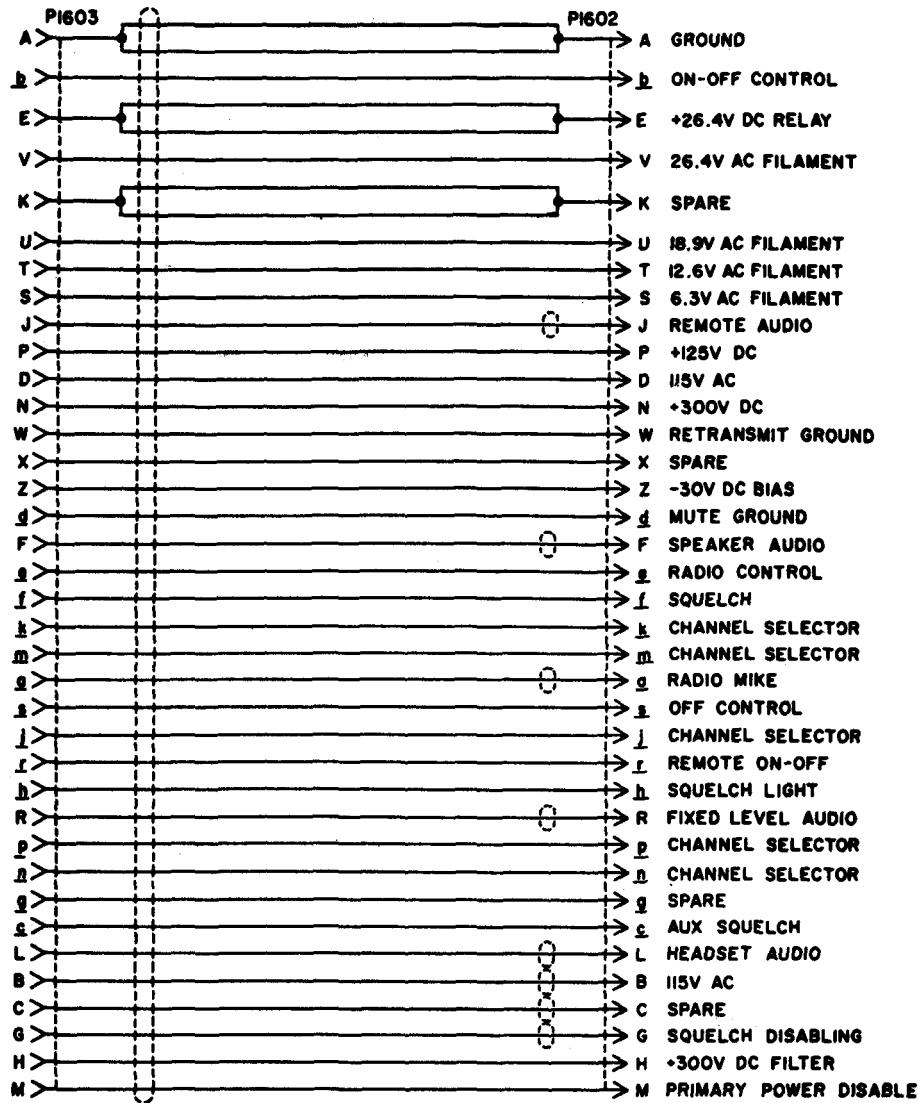 P1603 P1602
A A GROUND
b b ON-OFF CONTROL
E E +26.4V DC RELAY
V V 26.4V AC FILAMENT
K K SPARE
U U 18.9V AC FILAMENT
T T 12.6V AC FILAMENT
S S 6.3V AC FILAMENT
J J REMOTE AUDIO
P P +125V DC
D D 115V AC
N N +300V DC
W W RETRANSMIT GROUND
X X SPARE
Z Z -30V DC BIAS
d d MUTE GROUND
F F SPEAKER AUDIO
e e RADIO CONTROL
f f SQUELCH
k k CHANNEL SELECTOR
m m CHANNEL SELECTOR
a a RADIO MIKE
s s OFF CONTROL
j j CHANNEL SELECTOR
r r REMOTE ON-OFF
h h SQUELCH LIGHT
R R FIXED LEVEL AUDIO
p p CHANNEL SELECTOR
n n CHANNEL SELECTOR
g g SPARE
c c AUX SQUELCH
L L HEADSET AUDIO
B B 115V AC
C C SPARE
G G SQUELCH DISABLING
H H +300V DC FILTER
M M PRIMARY POWER DISABLE